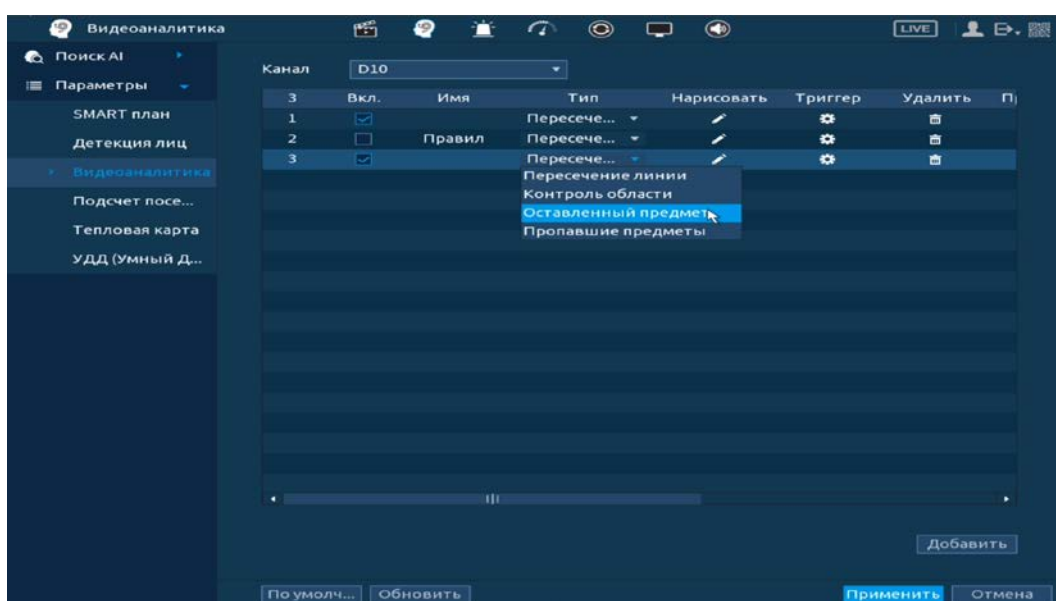 Видеоаналитика
LIVE
Поиск AI
Параметры
SMART план
Детекция лиц
Видеоаналитика
Подсчет посе...
Тепловая карта
УДД (Умный Д...
Канал D10
3 Вкл. Имя Тип Нарисовать Триггер Удалить П
1 Пересече...
2 Правил Пересече...
3 Пересече...
Пересечение линии
Контроль области
Оставленный предмет
Пропавшие предметы
Добавить
По умолч... Обновить Применить Отмена